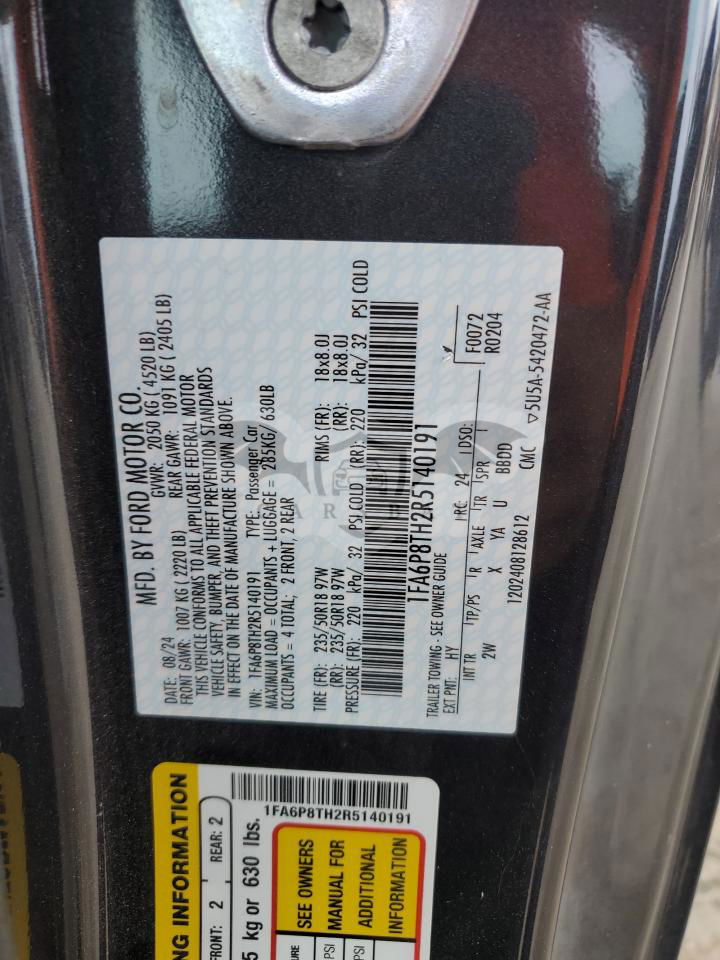 MFD. BY FORD MOTOR CO.
DATE: 08/24 GVWR: 2050 KG ( 4520 LB)
FRONT GAWR: 1007 KG ( 2220 LB) REAR GAWR: 1091 KG ( 2405 LB)
THIS VEHICLE CONFORMS TO ALL APPLICABLE FEDERAL MOTOR
VEHICLE SAFETY, BUMPER, AND THEFT PREVENTION STANDARDS
IN EFFECT ON THE DATE OF MANUFACTURE SHOWN ABOVE.
VIN: 1FA6P8TH2R5140191 TYPE: Passenger Car
MAXIMUM LOAD = OCCUPANTS + LUGGAGE = 285KG/ 630LB
OCCUPANTS = 4 TOTAL; 2 FRONT, 2 REAR
TIRE (FR): 235/50R18 97W RIMS (FR): 18x8.0J
(RR): 235/50R18 97W (RR): 18x8.0J
PRESSURE (FR): 220 kPa/ 32 PSI COLD (RR): 220 kPa/ 32 PSI COLD
1FA6P8TH2R5140191
TRAILER TOWING - SEE OWNER GUIDE
EXT PNT: HY RC: 24 DSO: F0072
INT TR TP/PS R AXLE TR SPR R0204
2W X YA U BBDD
1202408128612 CMC ▽5U5A-5420472-AA
NG INFORMATION
FRONT: 2 REAR: 2
5 kg or 630 lbs.
1FA6P8TH2R5140191
SEE OWNERS
MANUAL FOR
ADDITIONAL
INFORMATION
URE
PSI
PSI